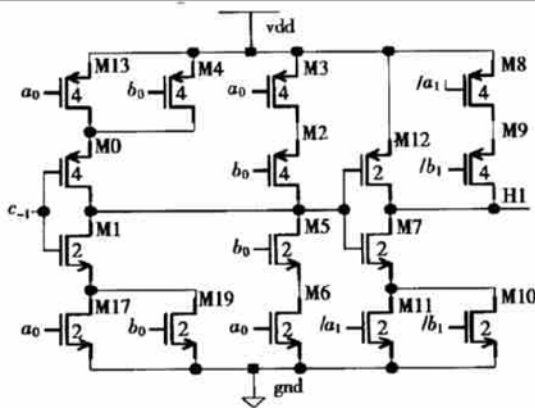 vdd
M13 M4 M3 M8
a₀ 4 b₀ 4 a₀ 4 /a₁ 4
M0 M2 M12 M9
4 b₀ 4 2 /b₁ 4
c₋₁ H1
M1 M5 M7
2 b₀ 2 2
M17 M19 M6 M11 M10
a₀ 2 b₀ 2 a₀ 2 /a₁ 2 /b₁ 2
gnd